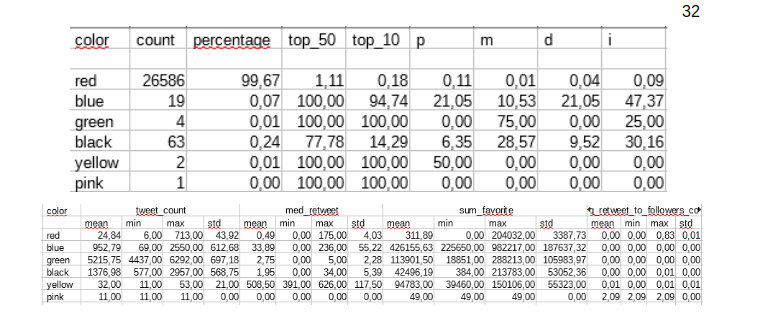 32
color count percentage top_50 top_10 p m d i
red 26586 99,67 1,11 0,18 0,11 0,01 0,04 0,09
blue 19 0,07 100,00 94,74 21,05 10,53 21,05 47,37
green 4 0,01 100,00 100,00 0,00 75,00 0,00 25,00
black 63 0,24 77,78 14,29 6,35 28,57 9,52 30,16
yellow 2 0,01 100,00 100,00 50,00 0,00 0,00 0,00
pink 1 0,00 100,00 100,00 0,00 0,00 0,00 0,00
color tweet_count med_retweet sum_favorite retweet_to_followers_co
mean min max std mean min max std mean min max std mean min max std
red 24,84 6,00 713,00 43,92 0,49 0,00 175,00 4,03 311,89 0,00 204032,00 3387,73 0,00 0,00 0,83 0,01
blue 952,79 69,00 2550,00 612,68 33,89 0,00 236,00 55,22 426155,63 225650,00 982217,00 187637,32 0,00 0,00 0,00 0,00
green 5215,75 4437,00 6292,00 697,18 2,75 0,00 5,00 2,28 113901,50 18851,00 288213,00 105983,97 0,00 0,00 0,00 0,00
black 1376,98 577,00 2957,00 568,75 1,95 0,00 34,00 5,39 42496,19 384,00 213783,00 53052,36 0,00 0,00 0,01 0,00
yellow 32,00 11,00 53,00 21,00 508,50 391,00 626,00 117,50 94783,00 39460,00 150106,00 55323,00 0,01 0,00 0,01 0,01
pink 11,00 11,00 11,00 0,00 0,00 0,00 0,00 0,00 49,00 49,00 49,00 0,00 2,09 2,09 2,09 0,00